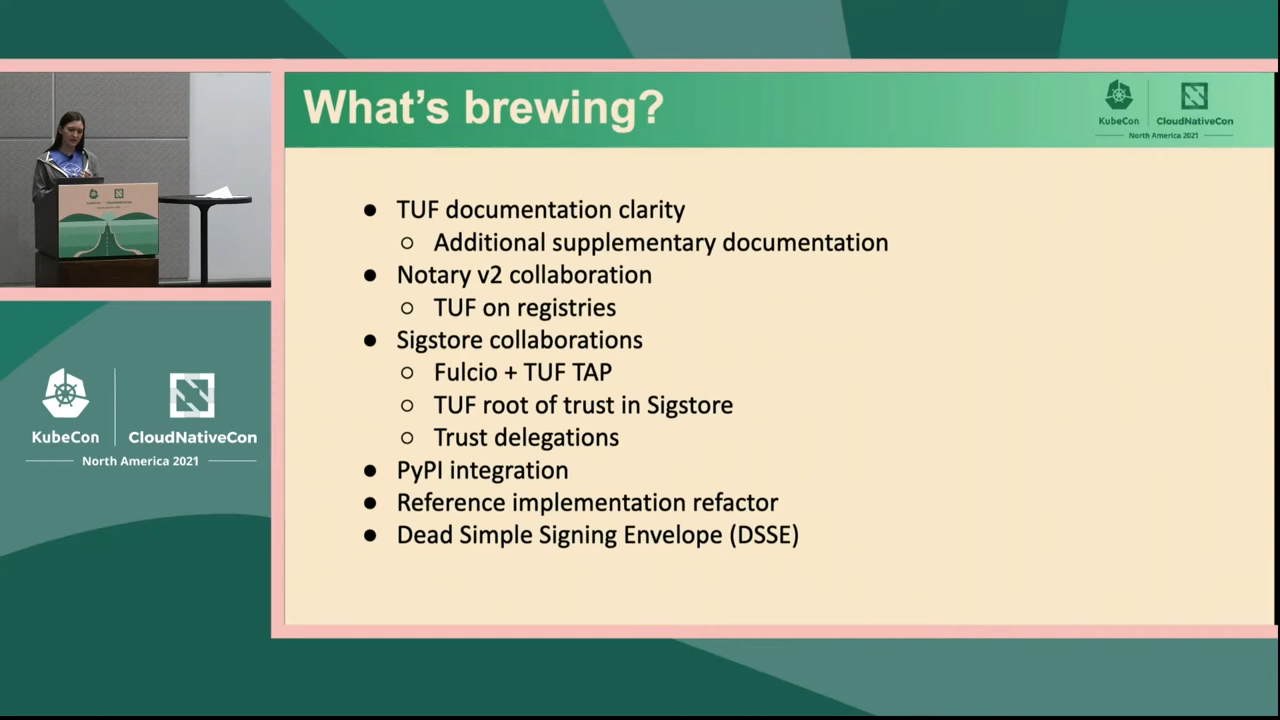 What's brewing?
KubeCon
CloudNativeCon
North America 2021
● TUF documentation clarity
○ Additional supplementary documentation
● Notary v2 collaboration
○ TUF on registries
● Sigstore collaborations
○ Fulcio + TUF TAP
○ TUF root of trust in Sigstore
○ Trust delegations
● PyPI integration
● Reference implementation refactor
● Dead Simple Signing Envelope (DSSE)
KubeCon
CloudNativeCon
North America 2021